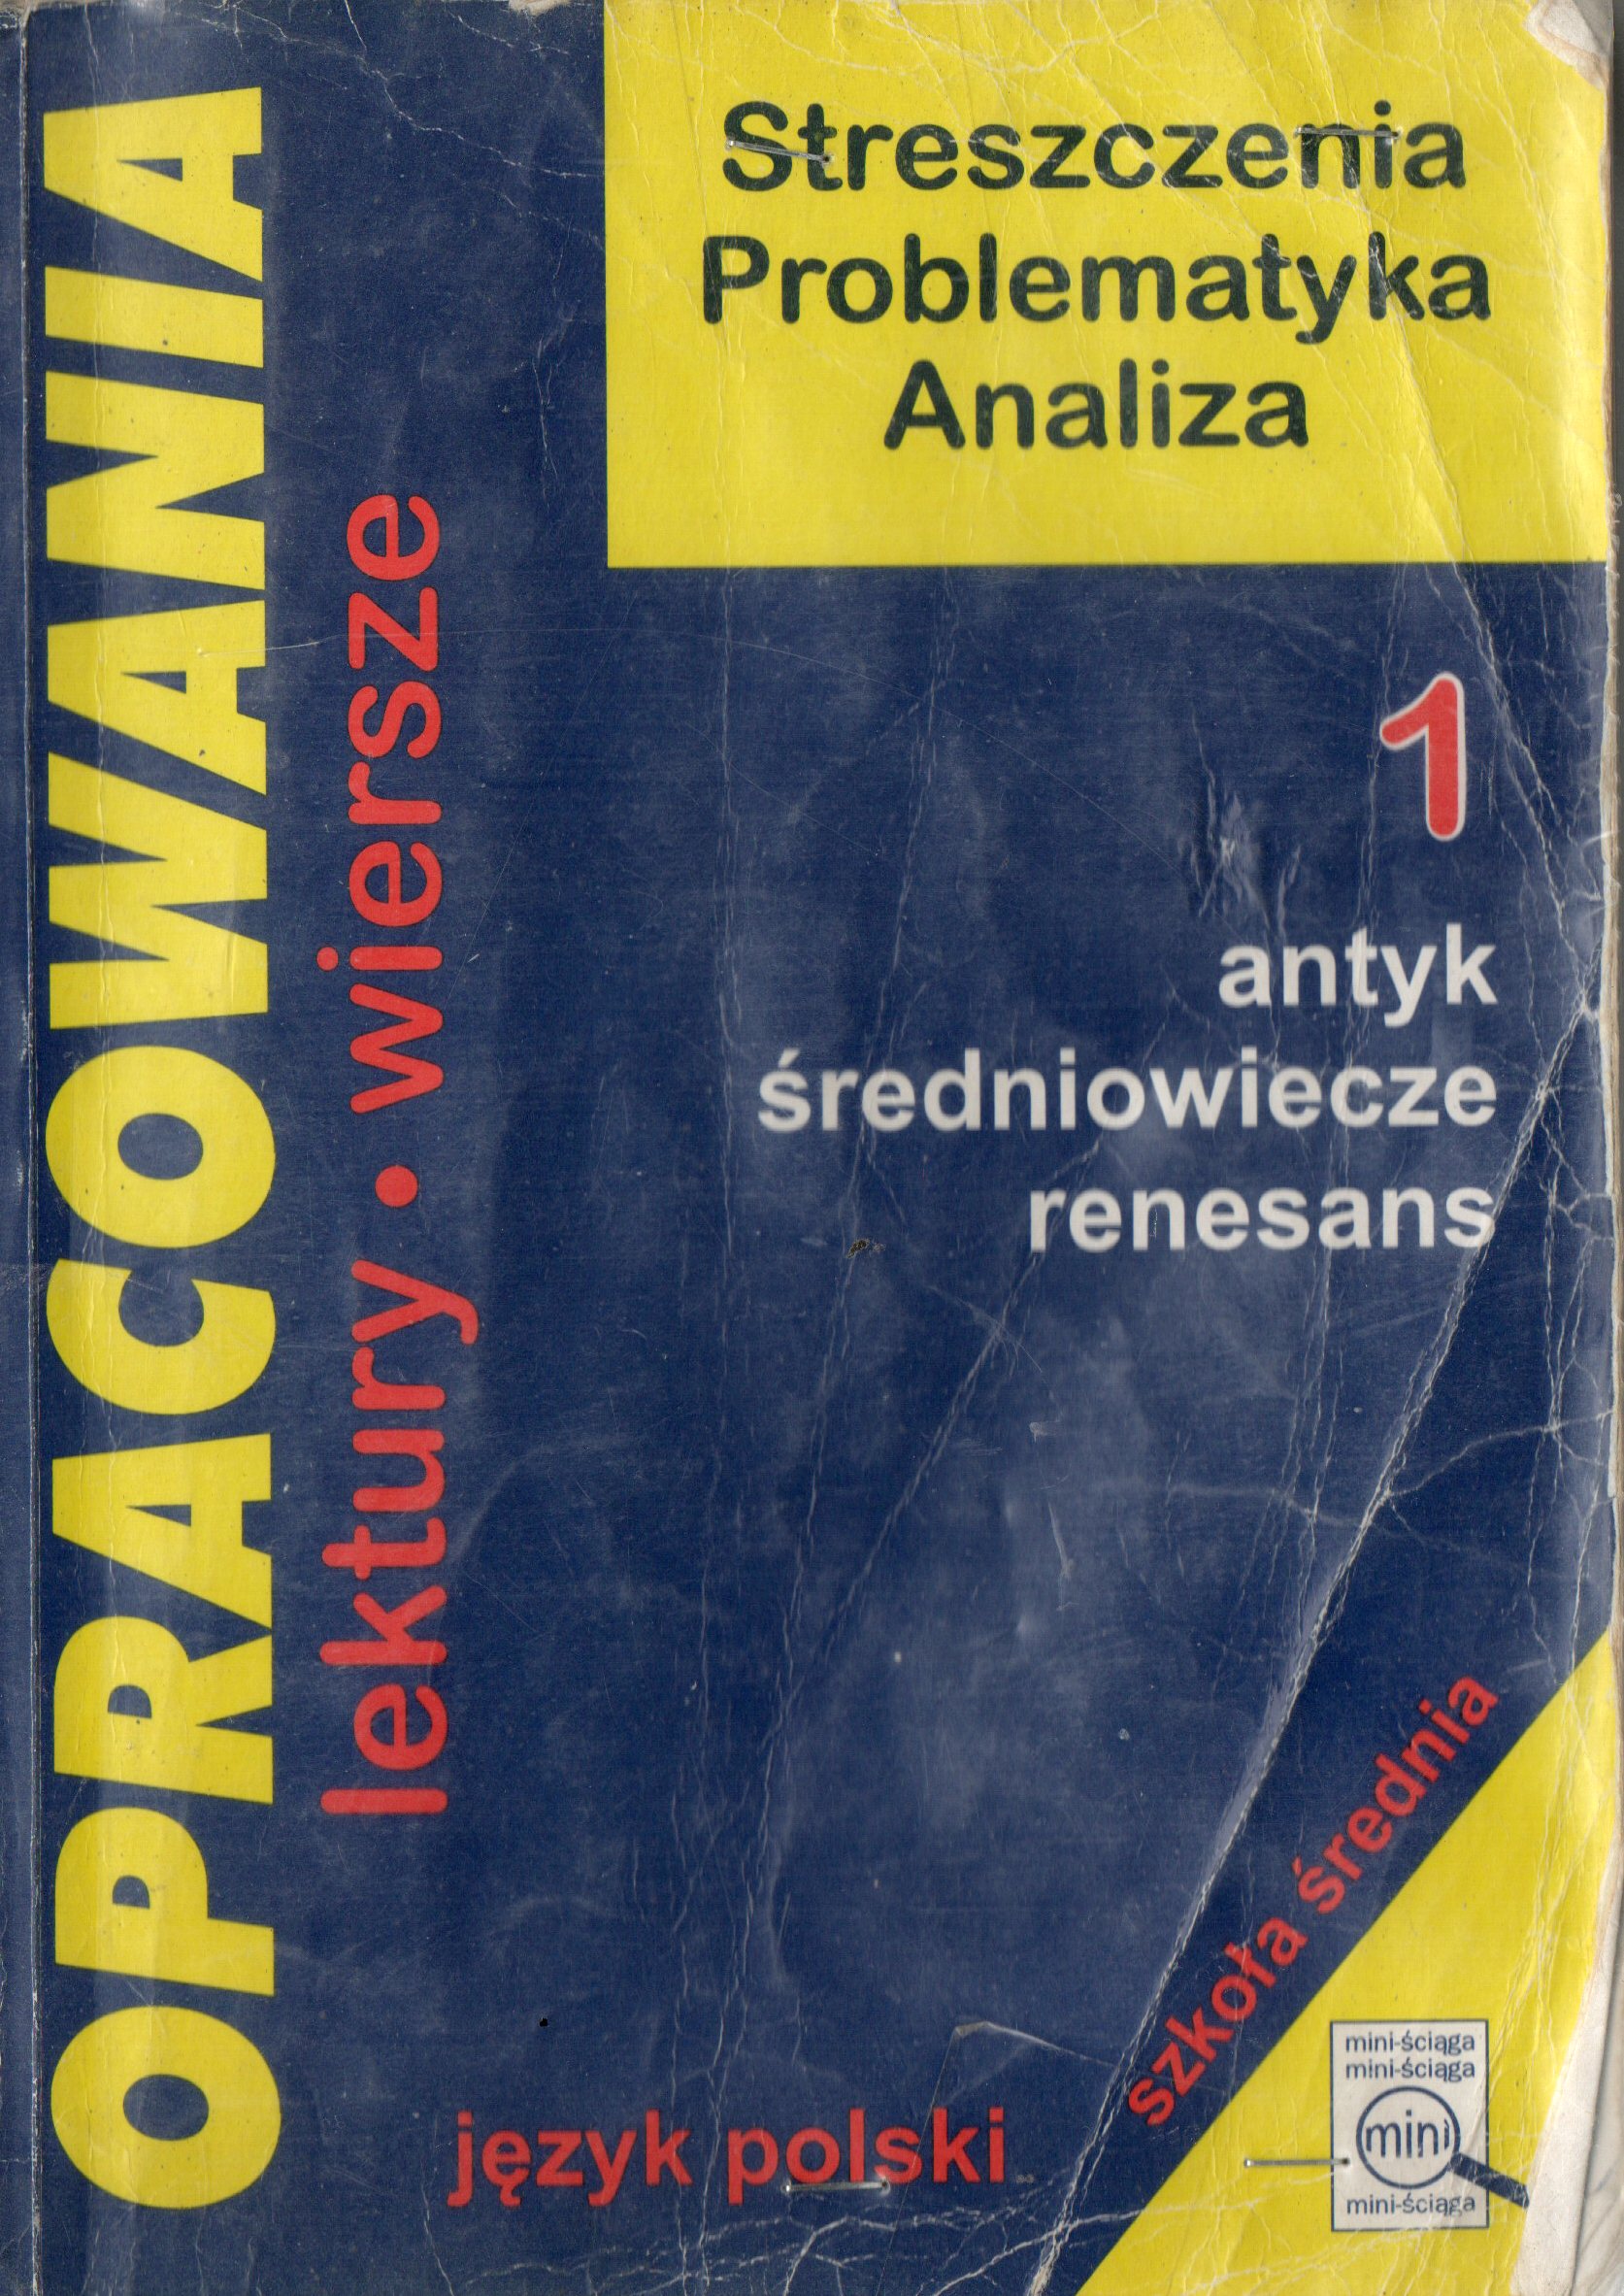 OPRACOWANIA
lektury • wiersze
Streszczenia
Problematyka
Analiza
1
antyk
średniowiecze
renesans
szkoła średnia
język polski
mini-ściąga
mini-ściąga
mini
mini-ściąga